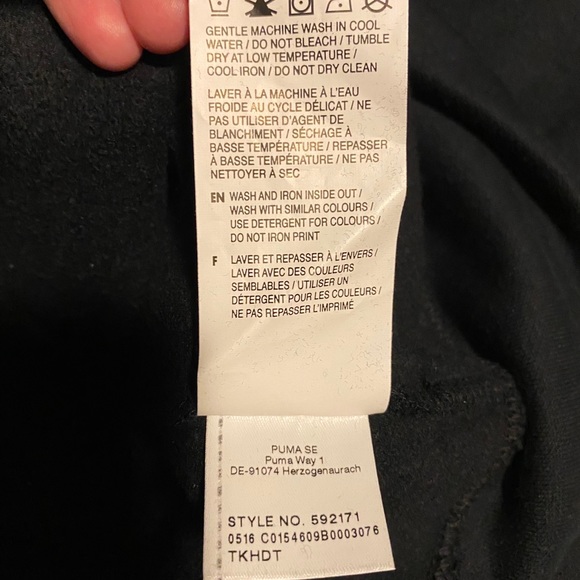 GENTLE MACHINE WASH IN COOL
WATER / DO NOT BLEACH / TUMBLE
DRY AT LOW TEMPERATURE /
COOL IRON / DO NOT DRY CLEAN
LAVER À LA MACHINE À L'EAU
FROIDE AU CYCLE DÉLICAT / NE
PAS UTILISER D'AGENT DE
BLANCHIMENT / SÉCHAGE À
BASSE TEMPÉRATURE / REPASSER
À BASSE TEMPÉRATURE / NE PAS
NETTOYER À SEC
EN WASH AND IRON INSIDE OUT /
WASH WITH SIMILAR COLOURS /
USE DETERGENT FOR COLOURS /
DO NOT IRON PRINT
F LAVER ET REPASSER À L'ENVERS /
LAVER AVEC DES COULEURS
SEMBLABLES / UTILISER UN
DÉTERGENT POUR LES COULEURS /
NE PAS REPASSER L'IMPRIMÉ
PUMA SE
Puma Way 1
DE-91074 Herzogenaurach
STYLE NO. 592171
0516 C0154609B0003076
TKHDT